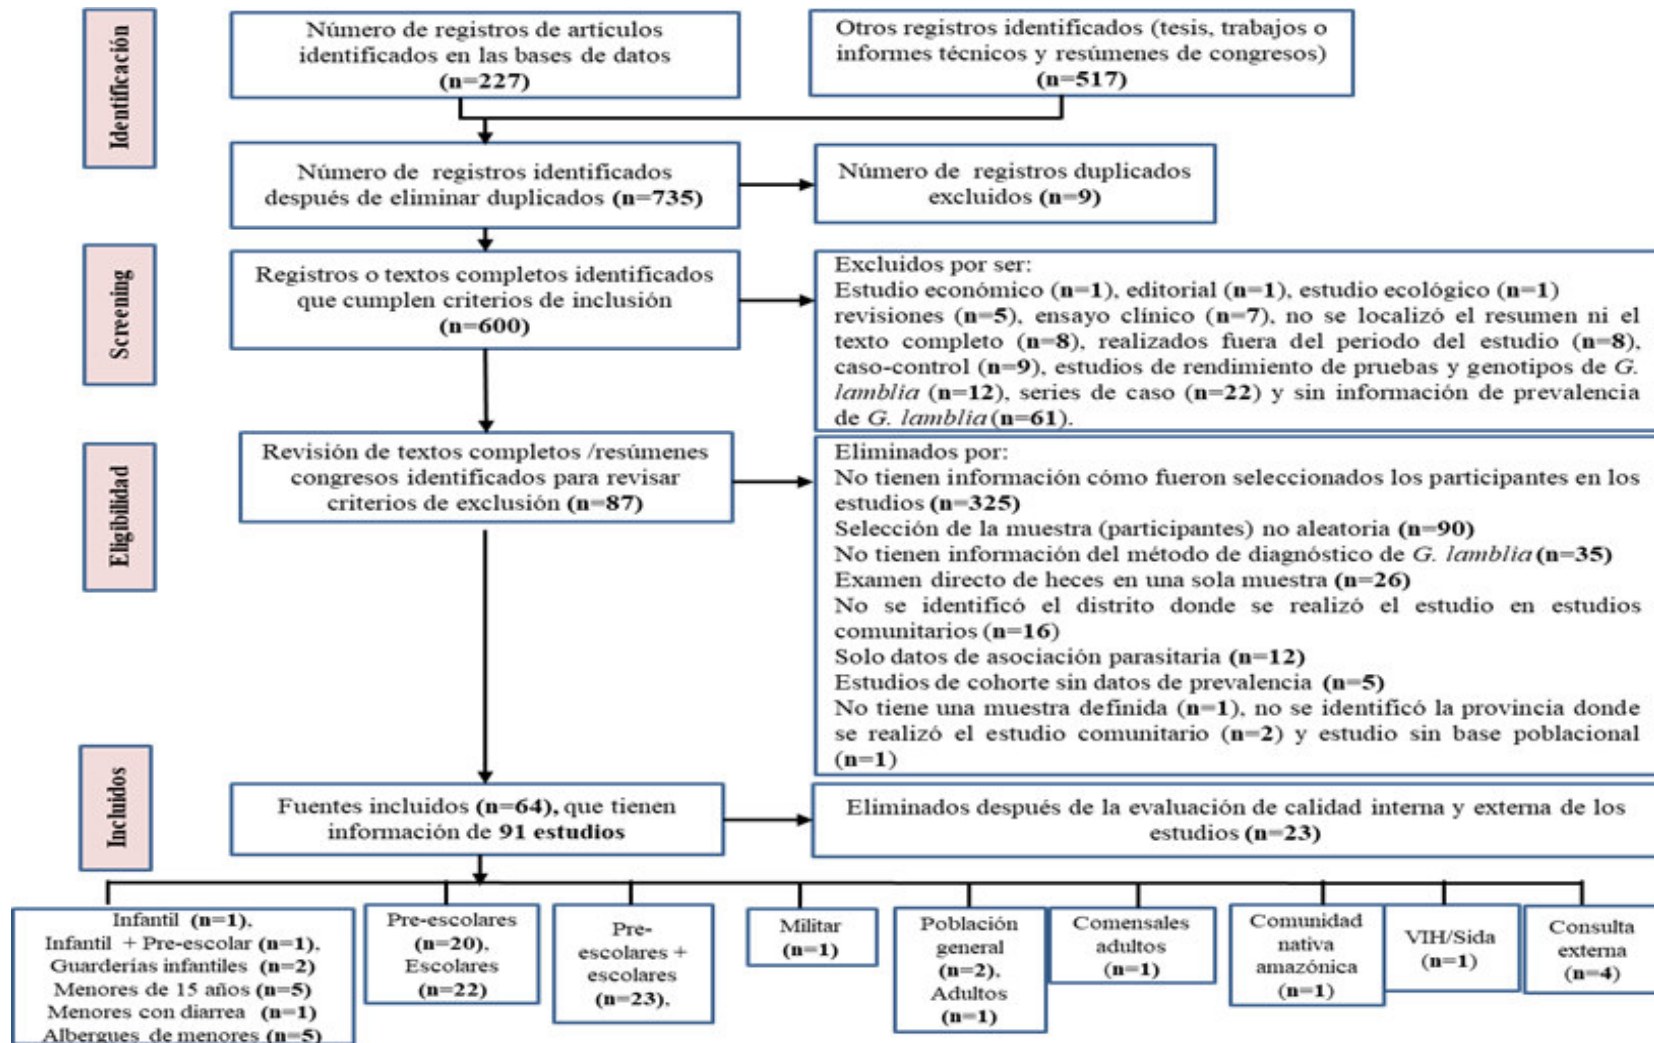 Identificación
Número de registros de artículos
identificados en las bases de datos
(n=227)
Otros registros identificados (tesis, trabajos o
informes técnicos y resúmenes de congresos)
(n=517)
Número de registros identificados
después de eliminar duplicados (n=735)
Número de registros duplicados
excluidos (n=9)
Screening
Registros o textos completos identificados
que cumplen criterios de inclusión
(n=600)
Excluidos por ser:
Estudio económico (n=1), editorial (n=1), estudio ecológico (n=1)
revisiones (n=5), ensayo clínico (n=7), no se localizó el resumen ni el
texto completo (n=8), realizados fuera del periodo del estudio (n=8),
caso-control (n=9), estudios de rendimiento de pruebas y genotipos de G.
lamblia (n=12), series de caso (n=22) y sin información de prevalencia
de G. lamblia (n=61).
Eligibilidad
Revisión de textos completos /resúmenes
congresos identificados para revisar
criterios de exclusión (n=87)
Eliminados por:
No tienen información cómo fueron seleccionados los participantes en los
estudios (n=325)
Selección de la muestra (participantes) no aleatoria (n=90)
No tienen información del método de diagnóstico de G. lamblia (n=35)
Examen directo de heces en una sola muestra (n=26)
No se identificó el distrito donde se realizó el estudio en estudios
comunitarios (n=16)
Solo datos de asociación parasitaria (n=12)
Estudios de cohorte sin datos de prevalencia (n=5)
No tiene una muestra definida (n=1), no se identificó la provincia donde
se realizó el estudio comunitario (n=2) y estudio sin base poblacional
(n=1)
Incluidos
Fuentes incluidos (n=64), que tienen
información de 91 estudios
Eliminados después de la evaluación de calidad interna y externa de los
estudios (n=23)
Infantil (n=1),
Infantil + Pre-escolar (n=1),
Guarderías infantiles (n=2)
Menores de 15 años (n=5)
Menores con diarrea (n=1)
Albergues de menores (n=5)
Pre-escolares
(n=20),
Escolares
(n=22)
Pre-
escolares +
escolares
(n=23),
Militar
(n=1)
Población
general
(n=2),
Adultos
(n=1)
Comensales
adultos
(n=1)
Comunidad
nativa
amazónica
(n=1)
VIH/Sida
(n=1)
Consulta
externa
(n=4)